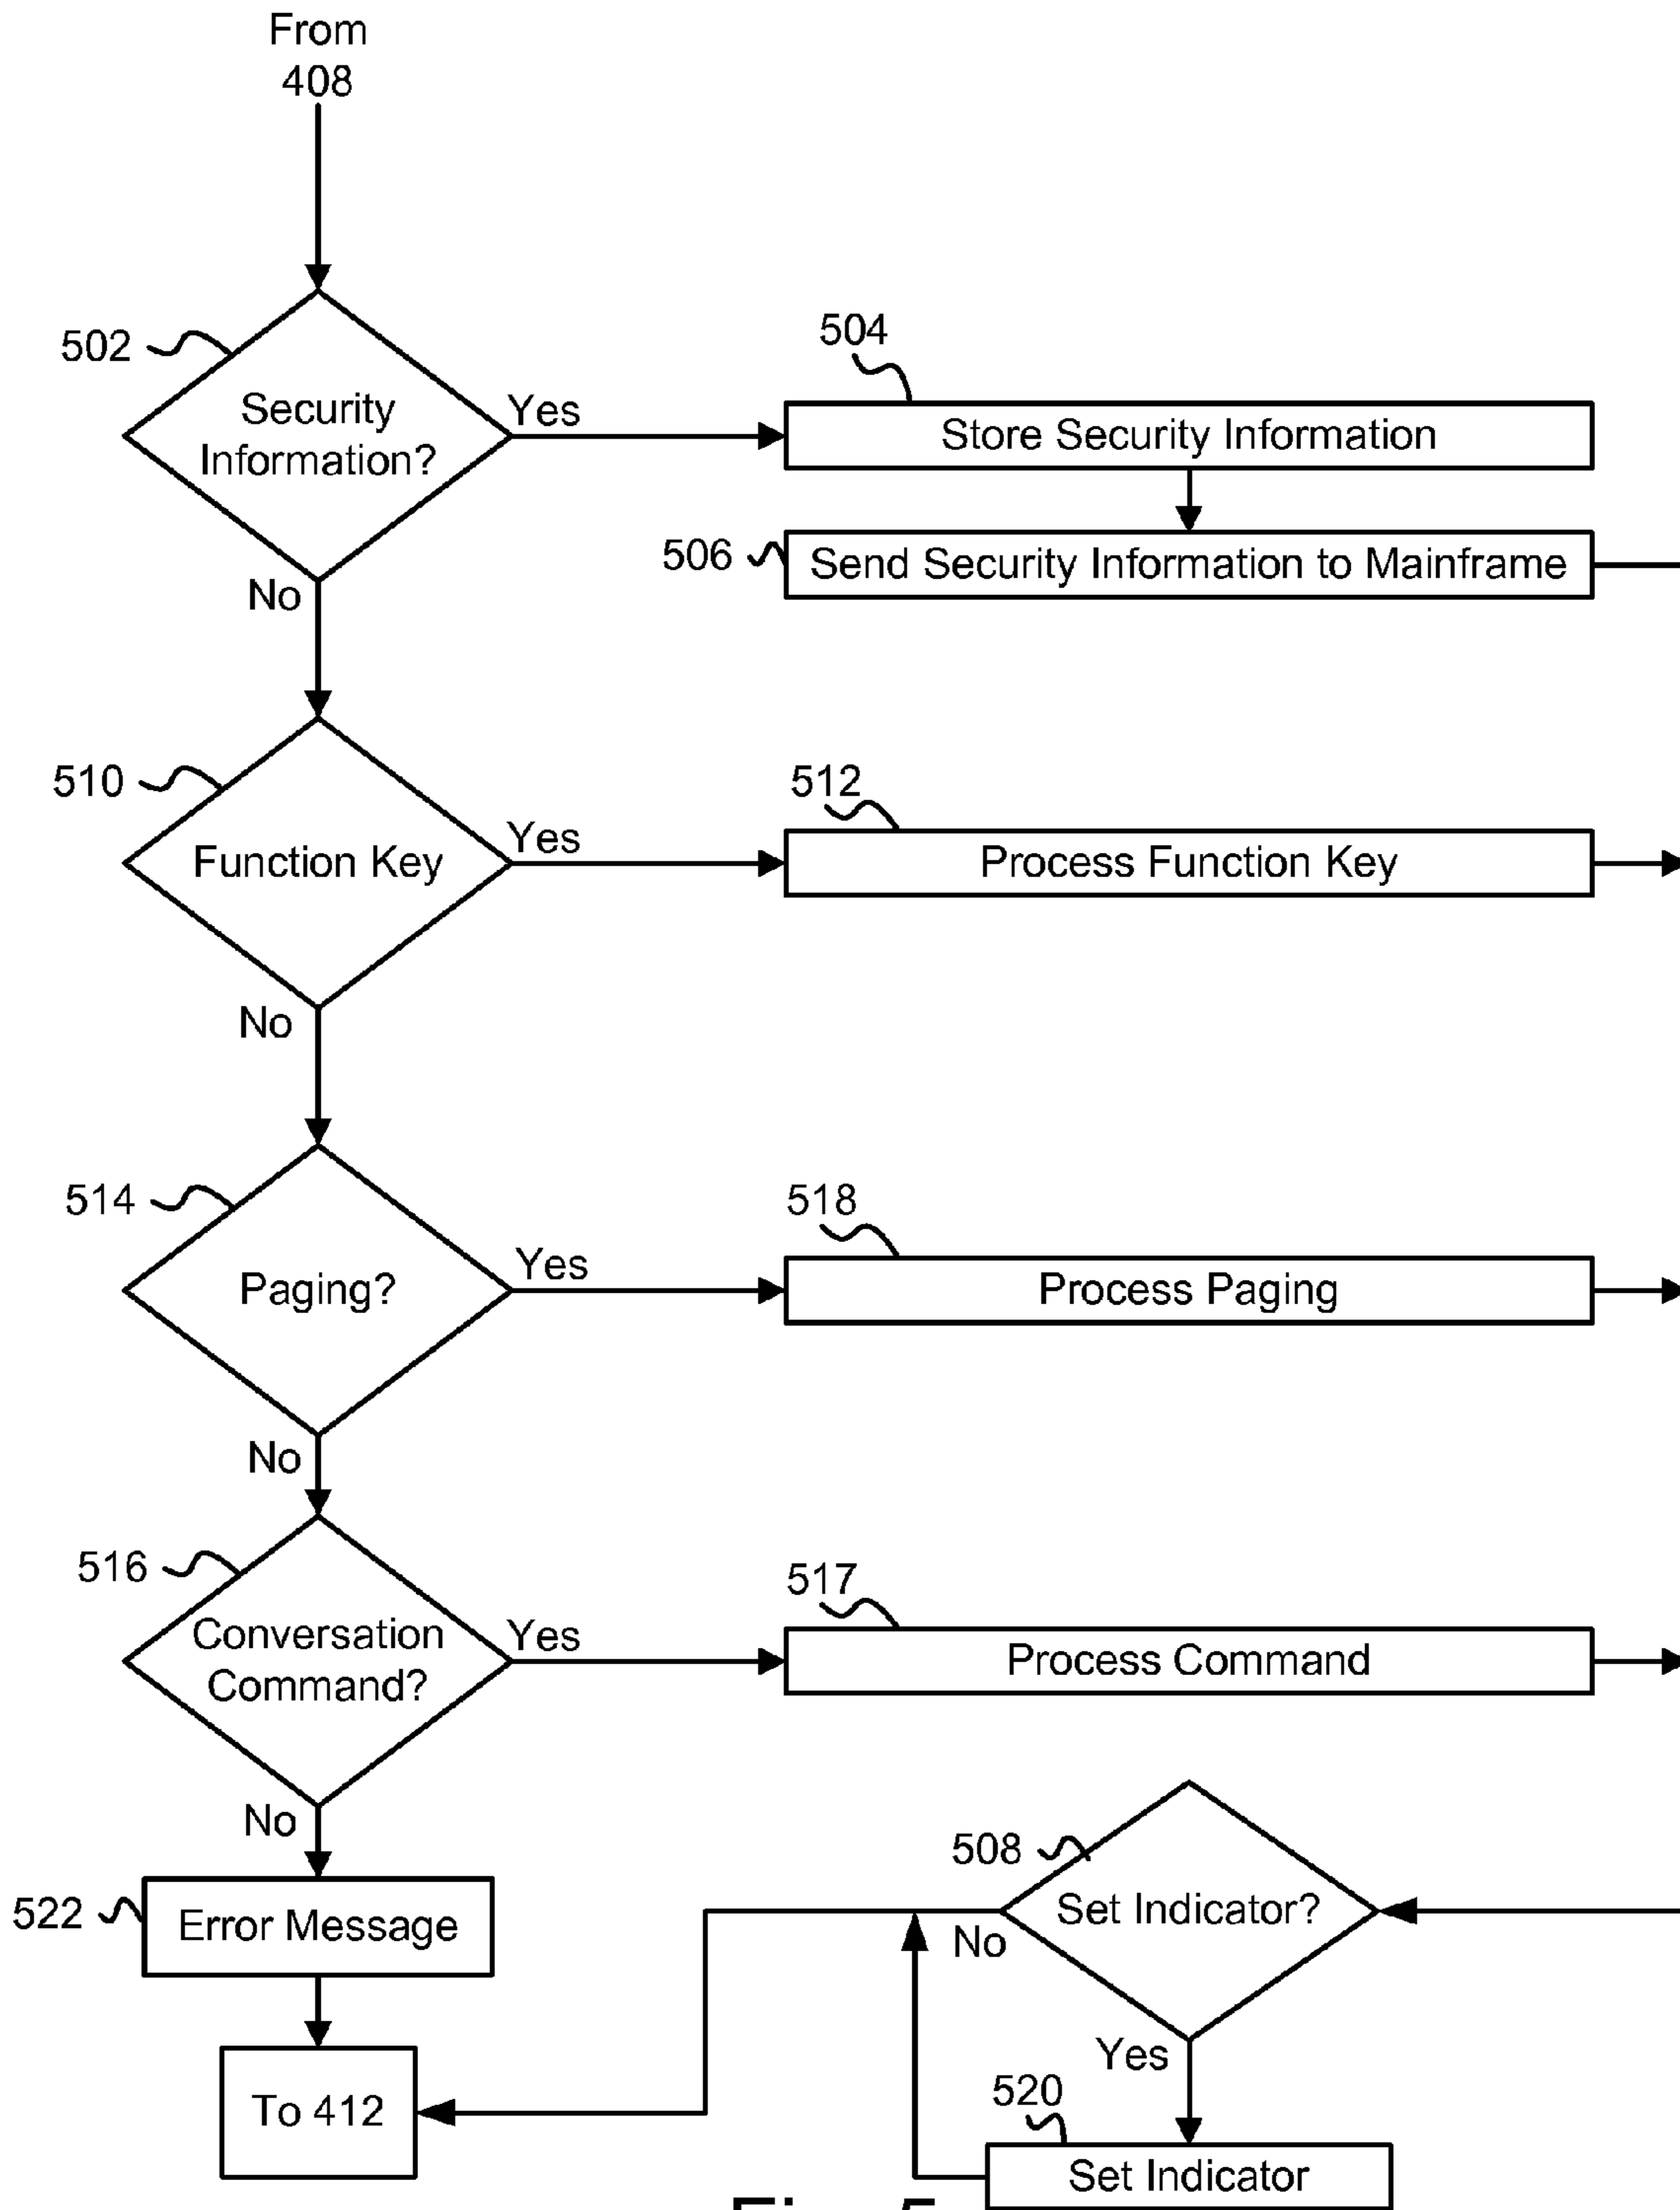 From
408
502
Security
Information?
Yes
No
504
Store Security Information
506
Send Security Information to Mainframe
510
Function Key
Yes
No
512
Process Function Key
514
Paging?
Yes
No
518
Process Paging
516
Conversation
Command?
Yes
No
517
Process Command
522
Error Message
To 412
508
Set Indicator?
No
Yes
520
Set Indicator